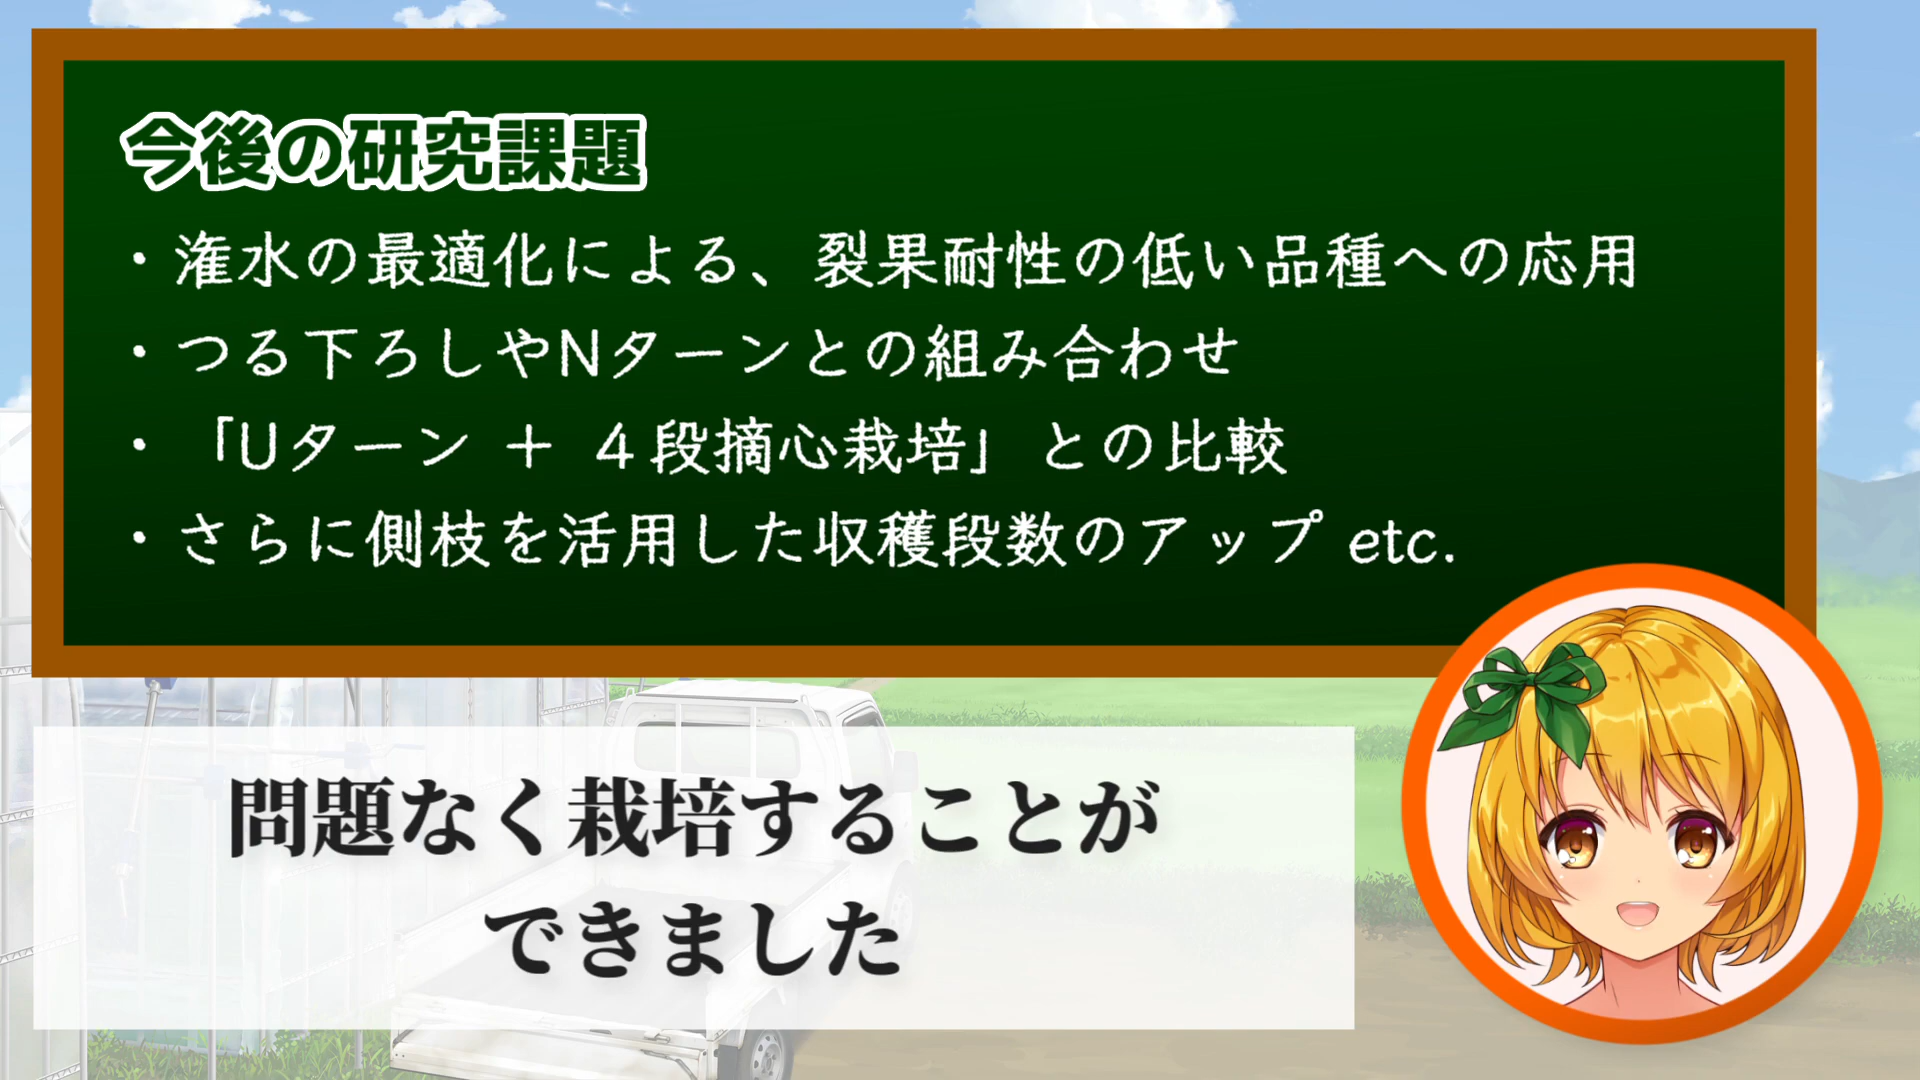 今後の研究課題
・潅水の最適化による、裂果耐性の低い品種への応用
・つる下ろしやNターンとの組み合わせ
・「Uターン ＋ ４段摘心栽培」との比較
・さらに側枝を活用した収穫段数のアップ etc.
問題なく栽培することが
できました